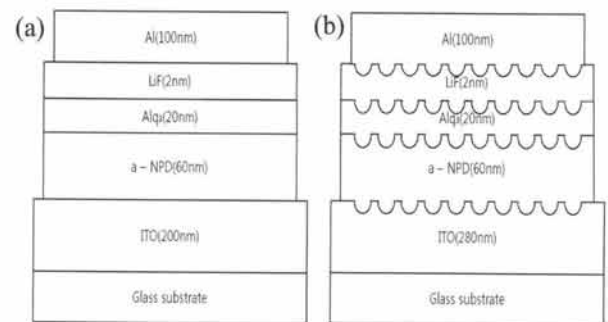 (a)
Al(100nm)
LiF(2nm)
Alq₃(20nm)
a – NPD(60nm)
ITO(200nm)
Glass substrate
(b)
Al(100nm)
LiF(2nm)
Alq₃(20nm)
a – NPD(60nm)
ITO(280nm)
Glass substrate